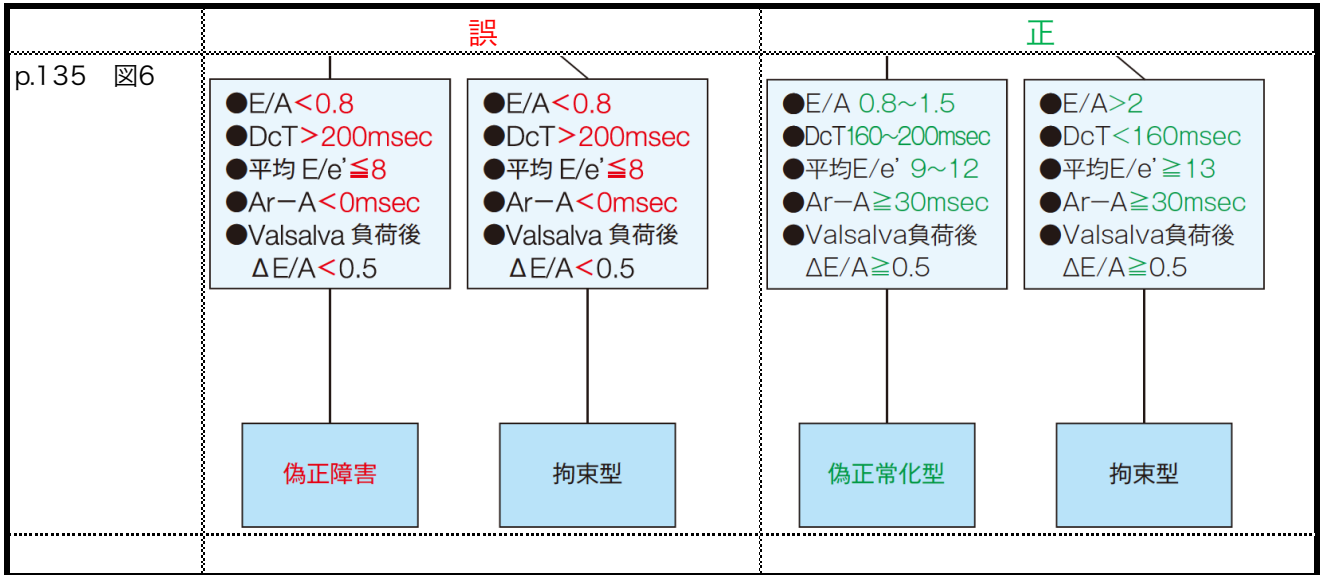 誤
正
p.135 図6
●E/A<0.8
●DcT>200msec
●平均 E/e'≦8
●Ar−A<0msec
●Valsalva 負荷後
ΔE/A<0.5
偽正障害
●E/A<0.8
●DcT>200msec
●平均 E/e'≦8
●Ar−A<0msec
●Valsalva 負荷後
ΔE/A<0.5
拘束型
●E/A 0.8~1.5
●DcT160~200msec
●平均E/e' 9~12
●Ar−A≧30msec
●Valsalva負荷後
ΔE/A≧0.5
偽正常化型
●E/A>2
●DcT<160msec
●平均E/e'≧13
●Ar−A≧30msec
●Valsalva負荷後
ΔE/A≧0.5
拘束型